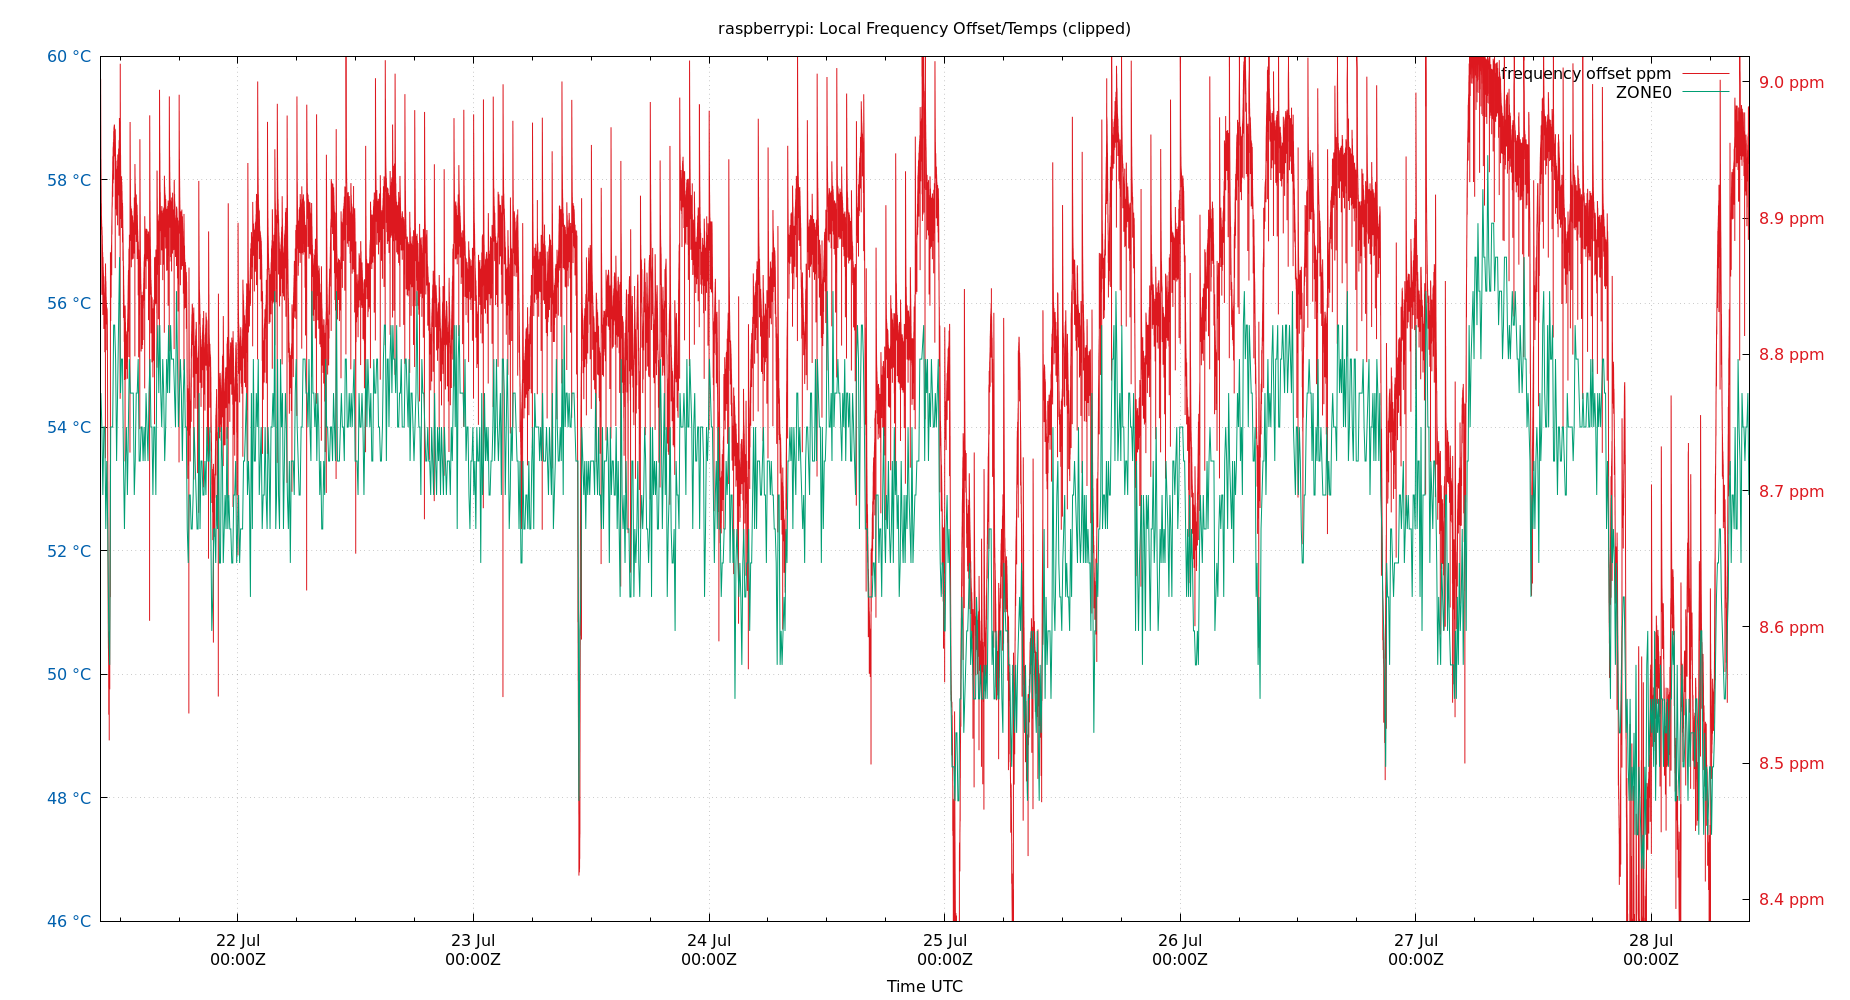 raspberrypi: Local Frequency Offset/Temps (clipped)
60 °C
58 °C
56 °C
54 °C
52 °C
50 °C
48 °C
46 °C
frequency offset ppm
ZONE0
9.0 ppm
8.9 ppm
8.8 ppm
8.7 ppm
8.6 ppm
8.5 ppm
8.4 ppm
22 Jul
00:00Z
23 Jul
00:00Z
24 Jul
00:00Z
25 Jul
00:00Z
26 Jul
00:00Z
27 Jul
00:00Z
28 Jul
00:00Z
Time UTC